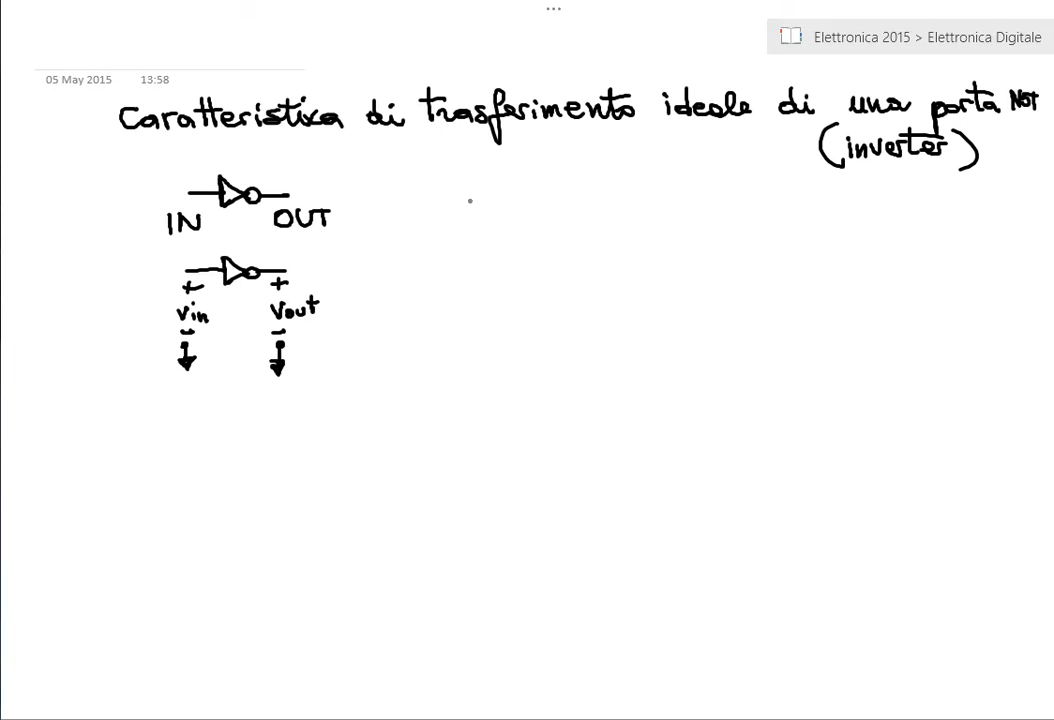 Elettronica 2015 > Elettronica Digitale
05 May 2015 13:58
Caratteristica di trasferimento ideale di una porta NOT
(inverter)
IN OUT
+ +
Vin Vout
- -